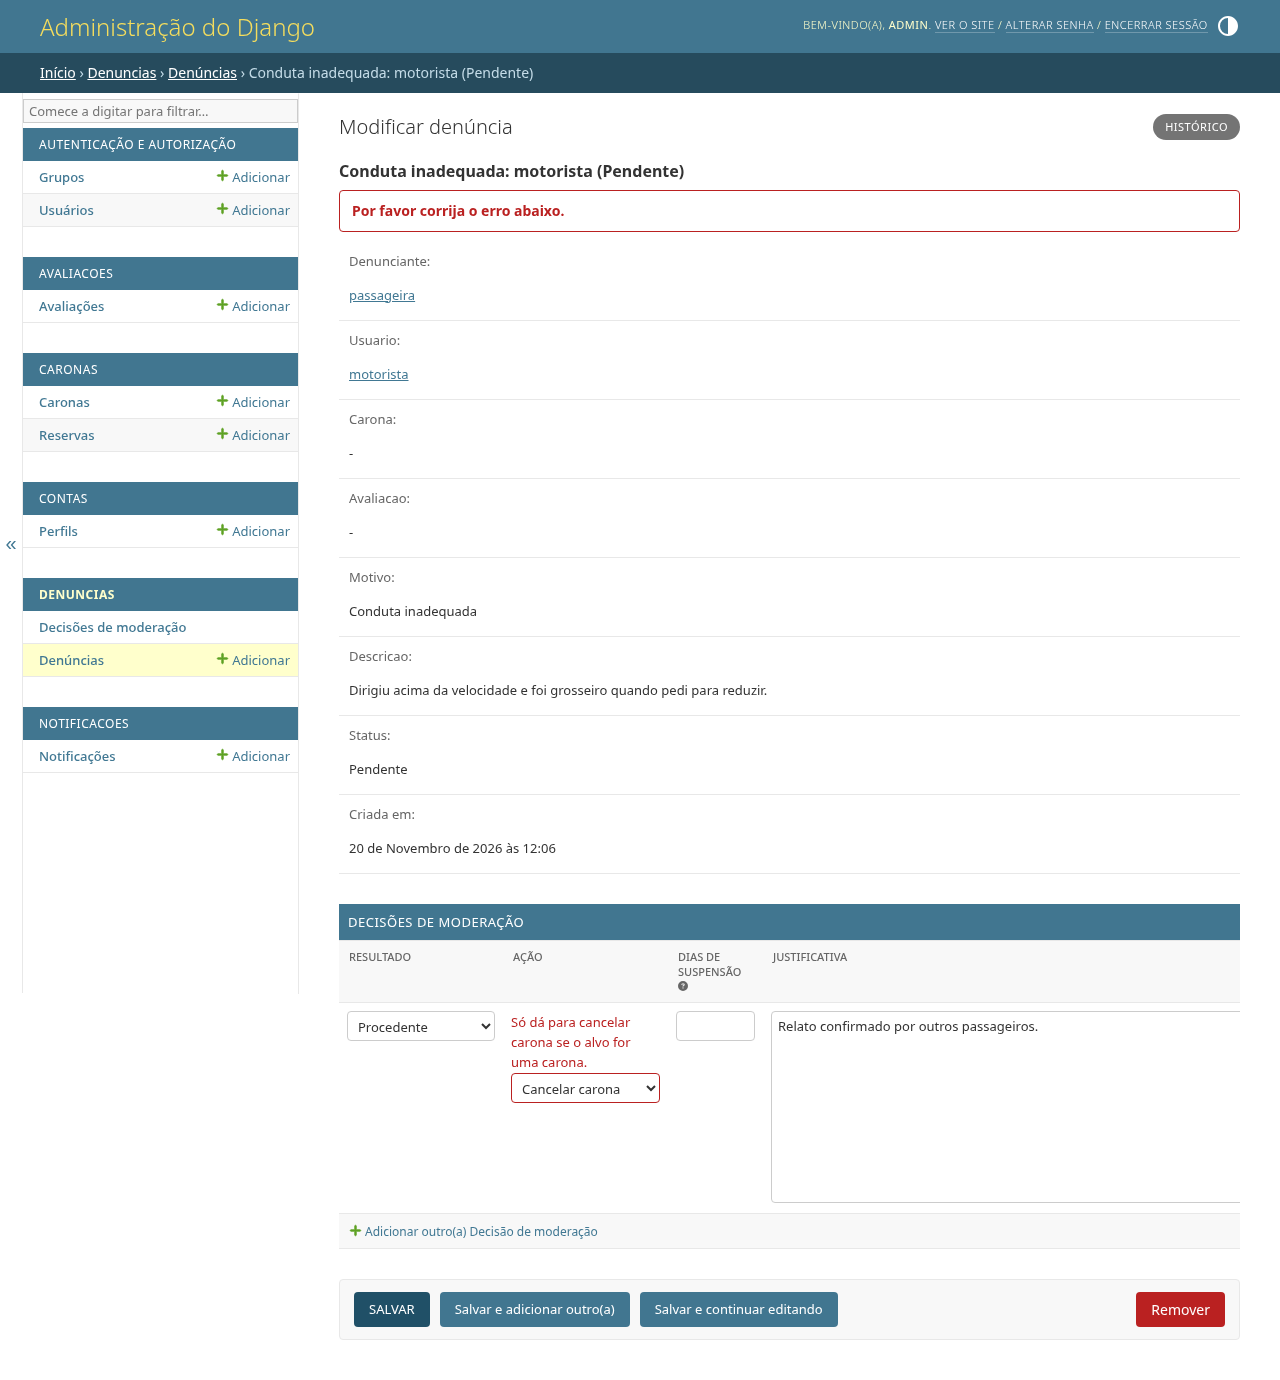 Administração do Django
BEM-VINDO(A), ADMIN. VER O SITE / ALTERAR SENHA / ENCERRAR SESSÃO
Início › Denuncias › Denúncias › Conduta inadequada: motorista (Pendente)
«
Comece a digitar para filtrar…
AUTENTICAÇÃO E AUTORIZAÇÃO
Grupos Adicionar
Usuários Adicionar
AVALIACOES
Avaliações Adicionar
CARONAS
Caronas Adicionar
Reservas Adicionar
CONTAS
Perfils Adicionar
DENUNCIAS
Decisões de moderação
Denúncias Adicionar
NOTIFICACOES
Notificações Adicionar
Modificar denúncia
HISTÓRICO
Conduta inadequada: motorista (Pendente)
Por favor corrija o erro abaixo.
Denunciante:
passageira
Usuario:
motorista
Carona:
-
Avaliacao:
-
Motivo:
Conduta inadequada
Descricao:
Dirigiu acima da velocidade e foi grosseiro quando pedi para reduzir.
Status:
Pendente
Criada em:
20 de Novembro de 2026 às 12:06
DECISÕES DE MODERAÇÃO
RESULTADO
AÇÃO
DIAS DE
SUSPENSÃO
?
JUSTIFICATIVA
Procedente
Só dá para cancelar
carona se o alvo for
uma carona.
Cancelar carona
Relato confirmado por outros passageiros.
Adicionar outro(a) Decisão de moderação
SALVAR
Salvar e adicionar outro(a)
Salvar e continuar editando
Remover